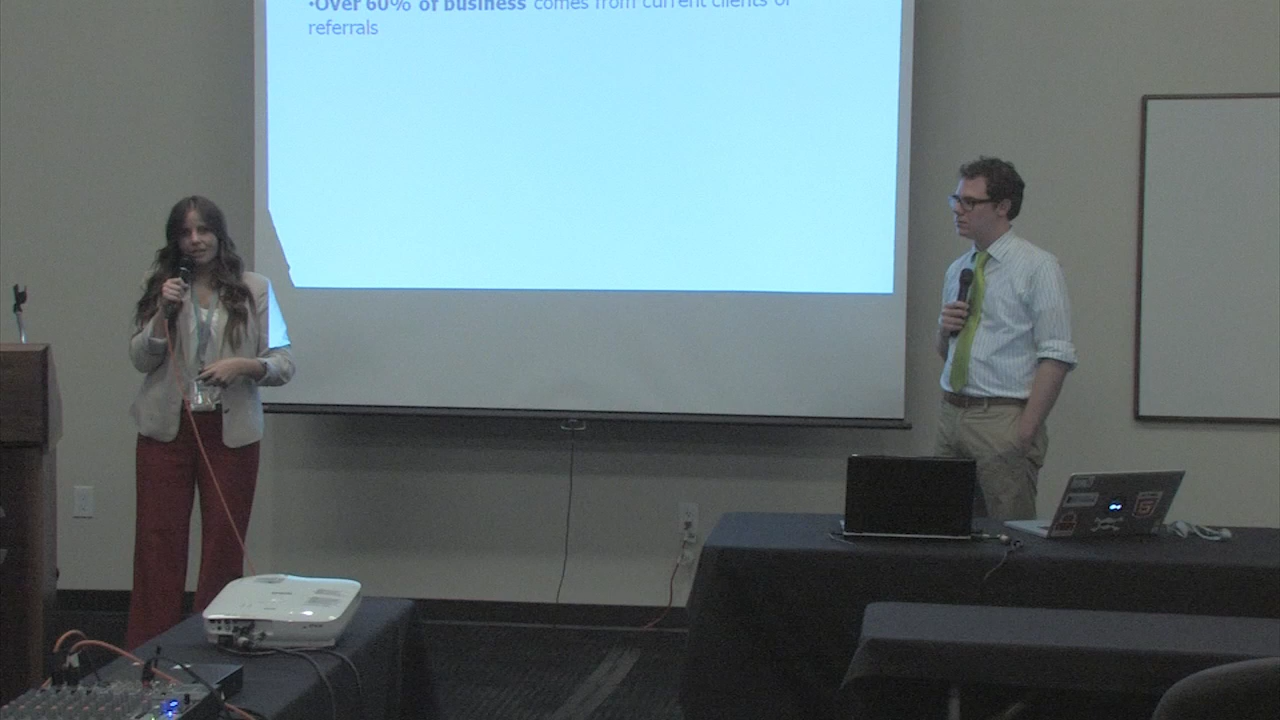 •Over 60% of business comes from current clients or
referrals